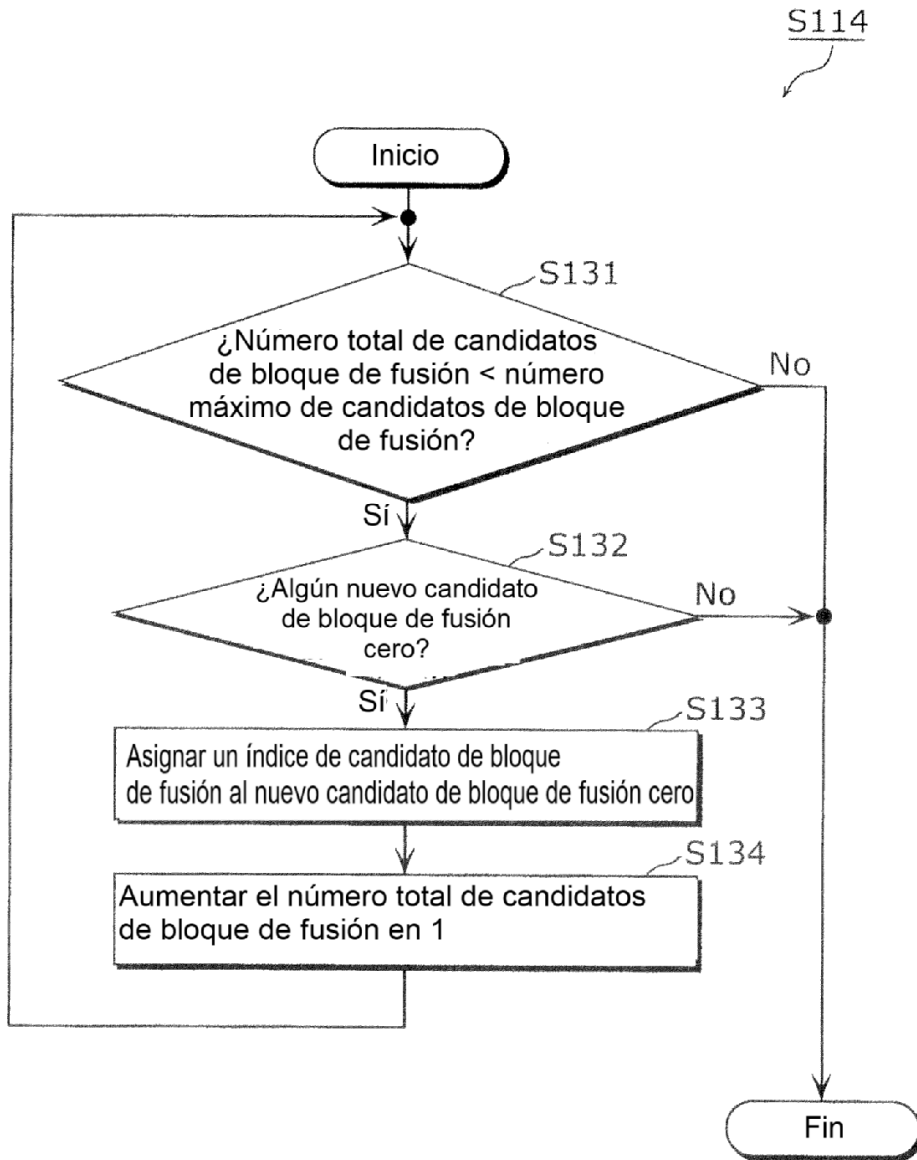 S114
Inicio
S131
¿Número total de candidatos
de bloque de fusión < número
máximo de candidatos de bloque
de fusión?
No
Sí
S132
¿Algún nuevo candidato
de bloque de fusión
cero?
No
Sí
S133
Asignar un índice de candidato de bloque
de fusión al nuevo candidato de bloque de fusión cero
S134
Aumentar el número total de candidatos
de bloque de fusión en 1
Fin